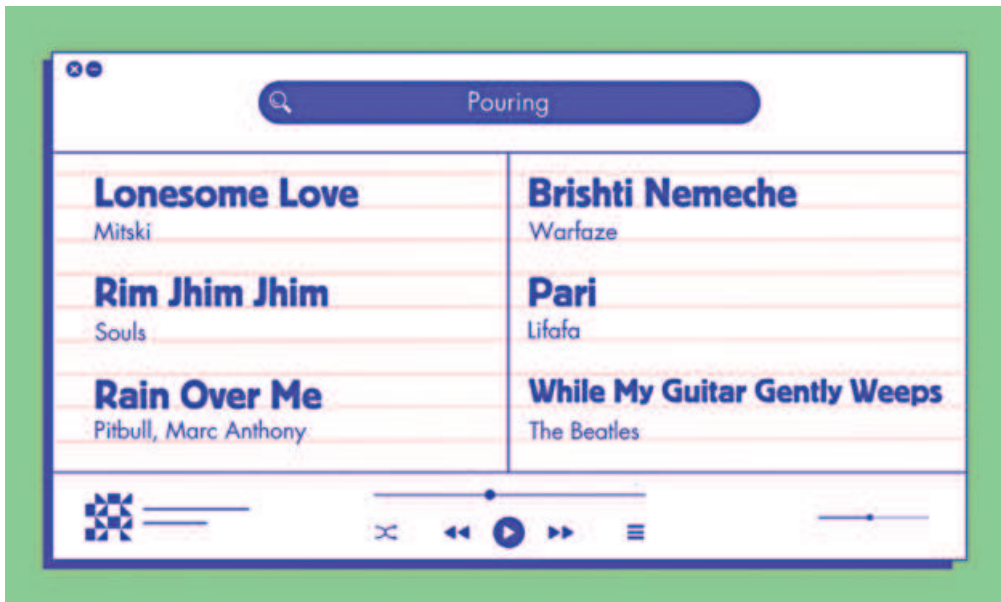 Pouring
Lonesome Love
Mitski
Rim Jhim Jhim
Souls
Rain Over Me
Pitbull, Marc Anthony
Brishti Nemeche
Warfaze
Pari
Lifafa
While My Guitar Gently Weeps
The Beatles